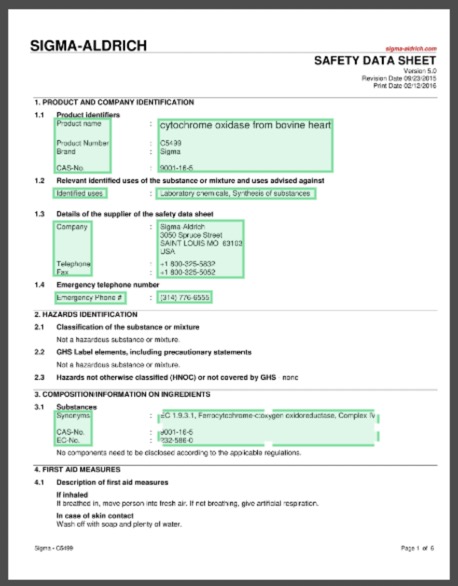 SIGMA-ALDRICH
sigma-aldrich.com
SAFETY DATA SHEET
Version 5.0
Revision Date 09/23/2015
Print Date 02/12/2016
1. PRODUCT AND COMPANY IDENTIFICATION
1.1 Product identifiers
Product name : cytochrome oxidase from bovine heart
Product Number : C5499
Brand : Sigma
CAS-No. : 9001-16-5
1.2 Relevant identified uses of the substance or mixture and uses advised against
Identified uses : Laboratory chemicals, Synthesis of substances
1.3 Details of the supplier of the safety data sheet
Company : Sigma-Aldrich
3050 Spruce Street
SAINT LOUIS MO 63103
USA
Telephone : +1 800-325-5832
Fax : +1 800-325-5052
1.4 Emergency telephone number
Emergency Phone # : (314) 776-6555
2. HAZARDS IDENTIFICATION
2.1 Classification of the substance or mixture
Not a hazardous substance or mixture.
2.2 GHS Label elements, including precautionary statements
Not a hazardous substance or mixture.
2.3 Hazards not otherwise classified (HNOC) or not covered by GHS - none
3. COMPOSITION/INFORMATION ON INGREDIENTS
3.1 Substances
Synonyms : EC 1.9.3.1, Ferrocytochrome-c:oxygen oxidoreductase, Complex IV
CAS-No. : 9001-16-5
EC-No. : 232-586-0
No components need to be disclosed according to the applicable regulations.
4. FIRST AID MEASURES
4.1 Description of first aid measures
If inhaled
If breathed in, move person into fresh air. If not breathing, give artificial respiration.
In case of skin contact
Wash off with soap and plenty of water.
Sigma - C5499
Page 1 of 6